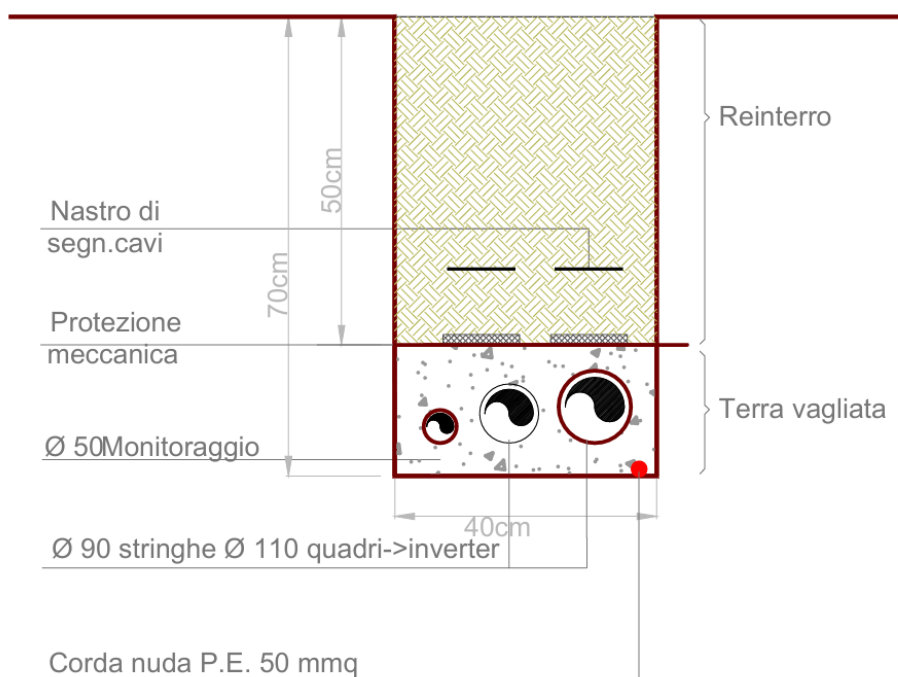 Reinterro
50cm
Nastro di
segn.cavi
70cm
Protezione
meccanica
Terra vagliata
Ø 50Monitoraggio
40cm
Ø 90 stringhe Ø 110 quadri->inverter
Corda nuda P.E. 50 mmq